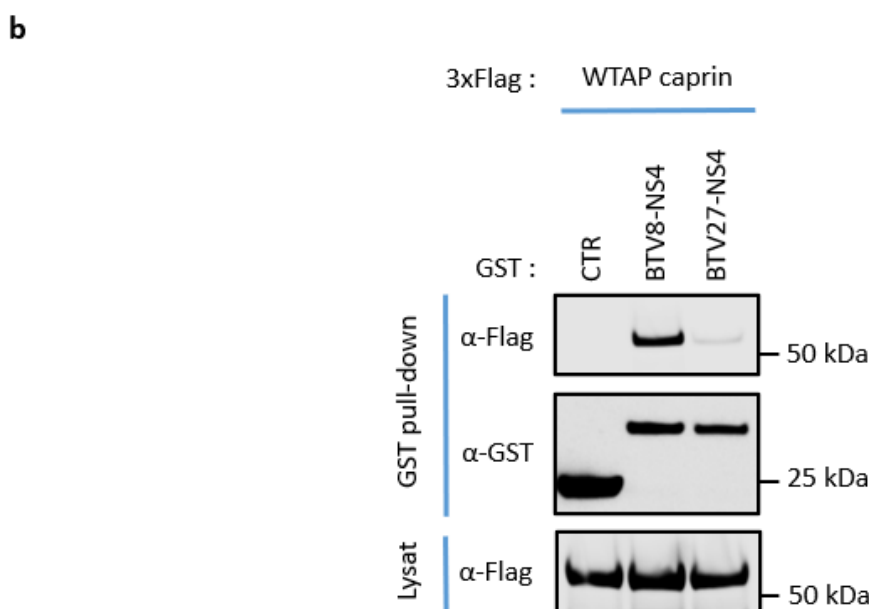 b
3xFlag : WTAP caprin
GST : CTR BTV8-NS4 BTV27-NS4
GST pull-down
α-Flag 50 kDa
α-GST 25 kDa
Lysat
α-Flag 50 kDa